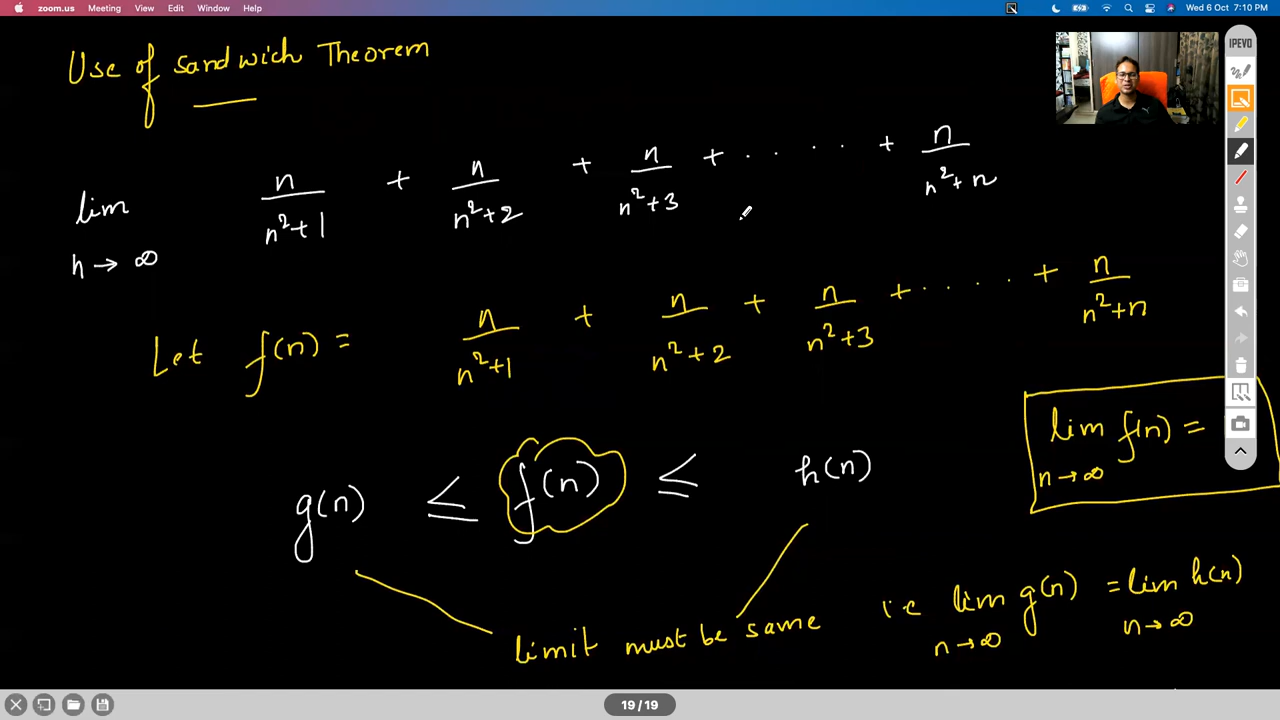 zoom.us Meeting View Edit Window Help Wed 6 Oct 7:10 PM
IPEVO
Use of sandwich Theorem
lim n/(n²+1) + n/(n²+2) + n/(n²+3) + ..... + n/(n²+n)
n → ∞
Let f(n) = n/(n²+1) + n/(n²+2) + n/(n²+3) + ..... + n/(n²+n)
lim f(n) =
n→∞
g(n) ≤ f(n) ≤ h(n)
limit must be same i.e lim g(n) = lim h(n)
n→∞ n→∞
19/19